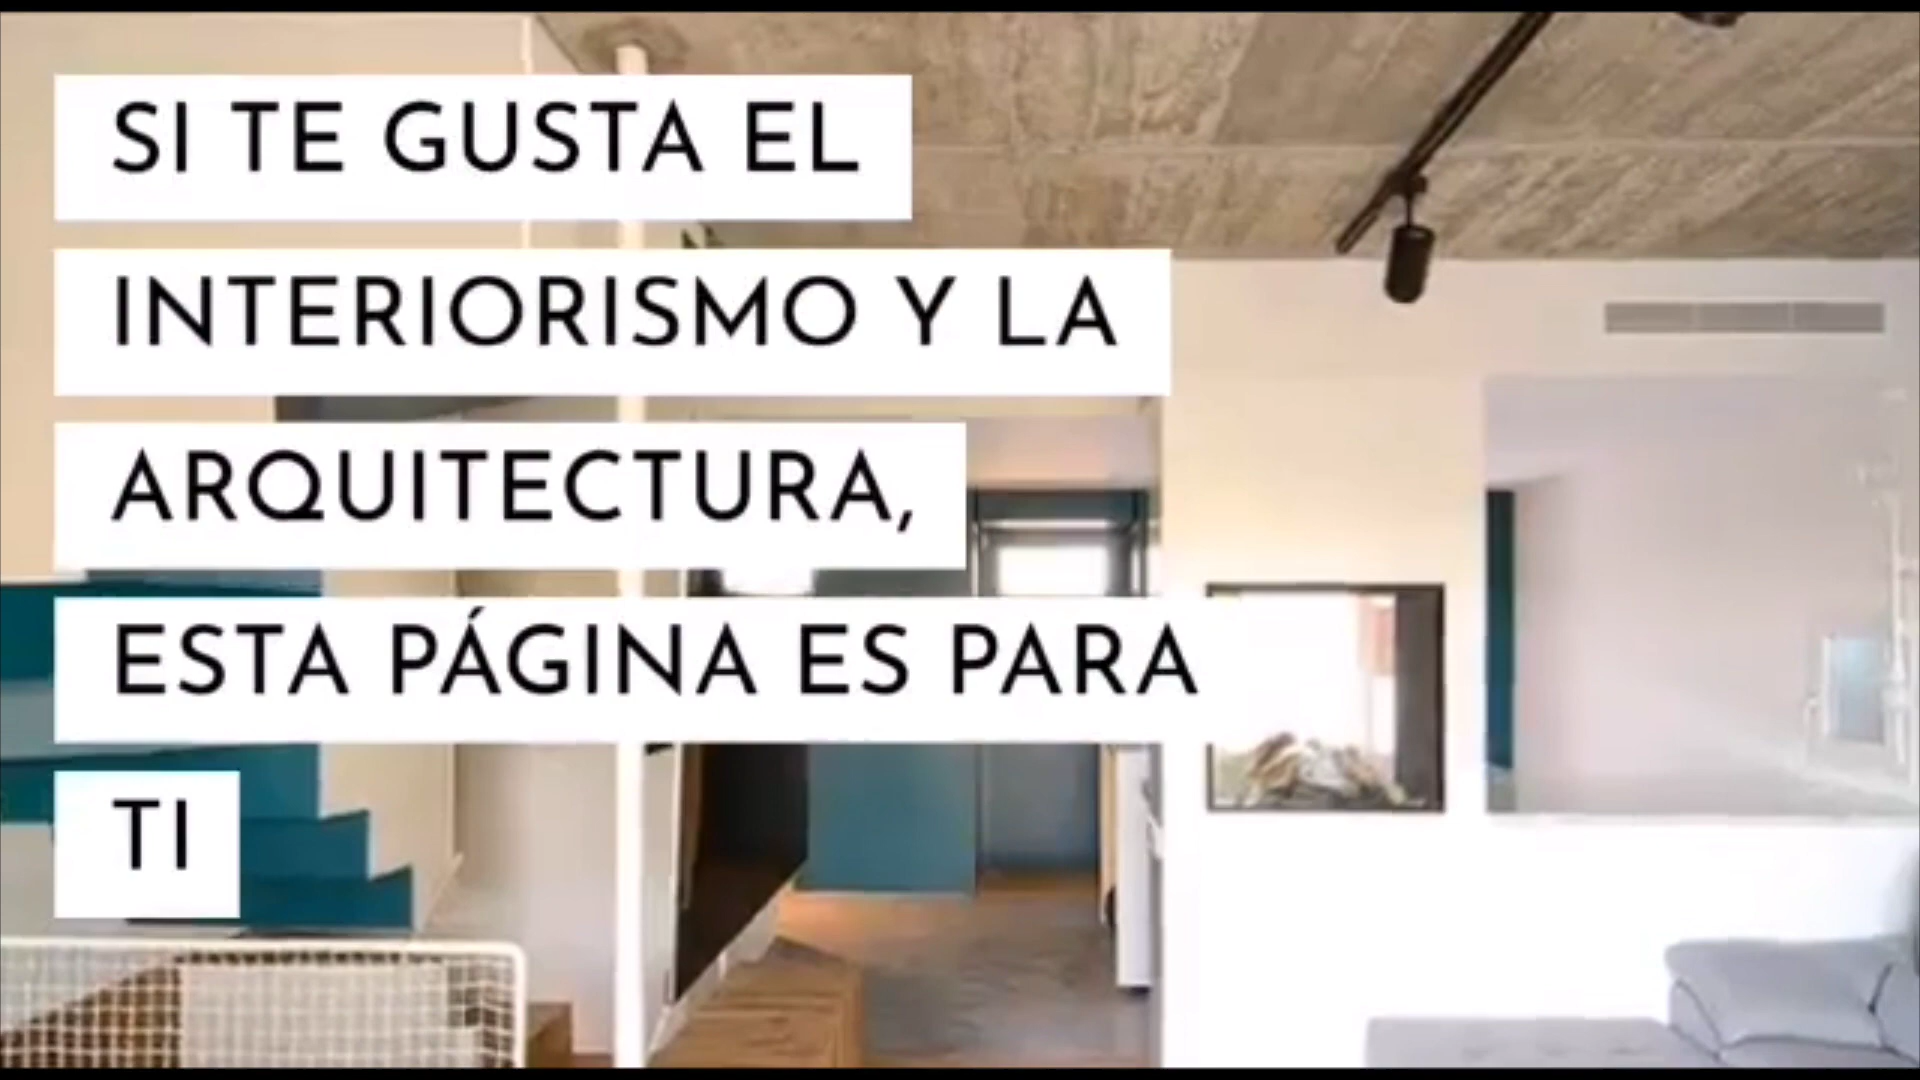 SI TE GUSTA EL
INTERIORISMO Y LA
ARQUITECTURA,
ESTA PÁGINA ES PARA
TI